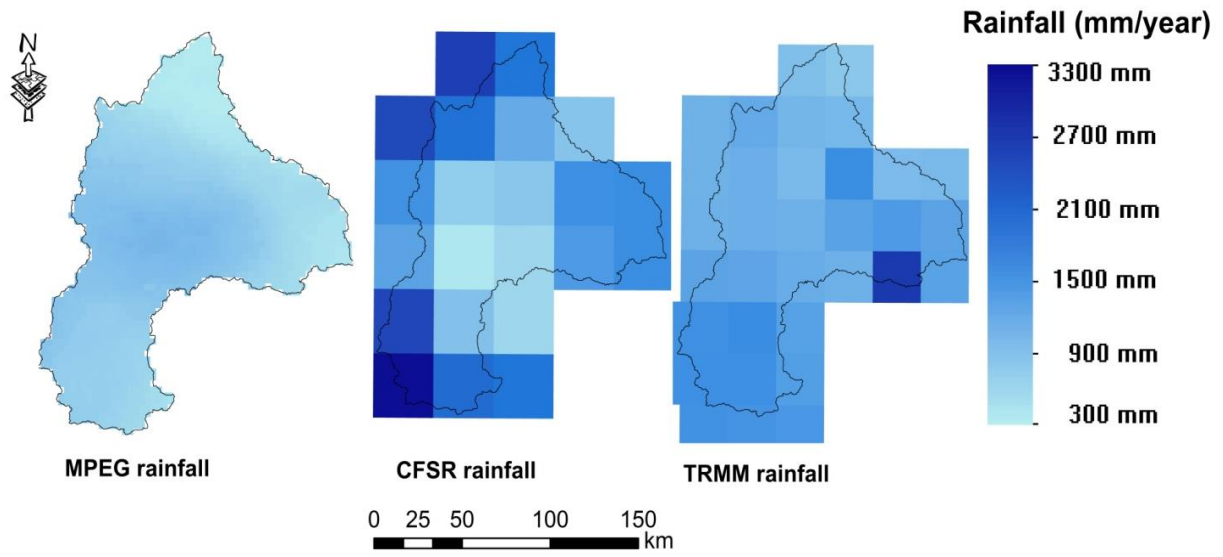 Rainfall (mm/year)
N
3300 mm
2700 mm
2100 mm
1500 mm
900 mm
300 mm
MPEG rainfall
CFSR rainfall
TRMM rainfall
0 25 50 100 150
km